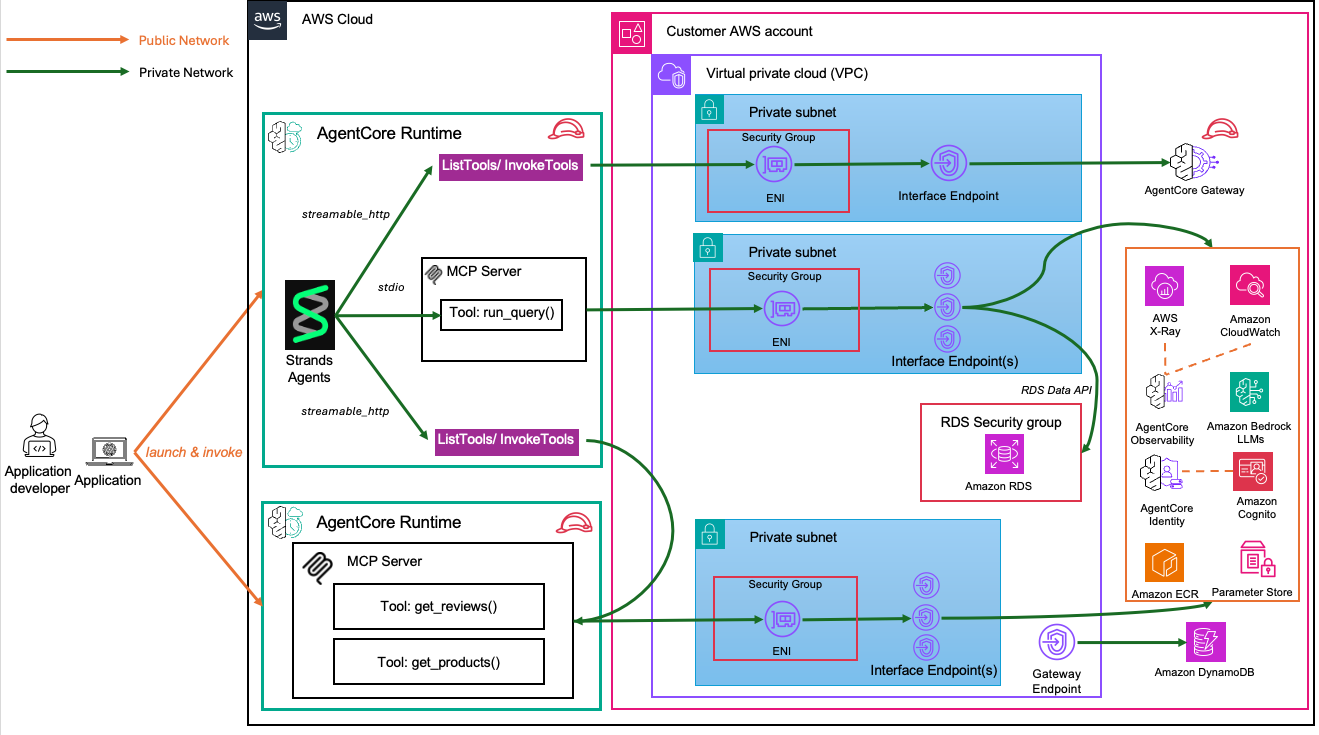 aws
AWS Cloud
Public Network
Private Network
Customer AWS account
Virtual private cloud (VPC)
AgentCore Runtime
ListTools/ InvokeTools
streamable_http
stdio
MCP Server
Tool: run_query()
Strands
Agents
streamable_http
ListTools/ InvokeTools
Application
developer
Application
launch & invoke
AgentCore Runtime
MCP Server
Tool: get_reviews()
Tool: get_products()
Private subnet
Security Group
ENI
Interface Endpoint
AgentCore Gateway
Private subnet
Security Group
ENI
Interface Endpoint(s)
RDS Data API
RDS Security group
Amazon RDS
AWS
X-Ray
Amazon
CloudWatch
AgentCore
Observability
Amazon Bedrock
LLMs
AgentCore
Identity
Amazon
Cognito
Amazon ECR
Parameter Store
Private subnet
Security Group
ENI
Interface Endpoint(s)
Gateway
Endpoint
Amazon DynamoDB